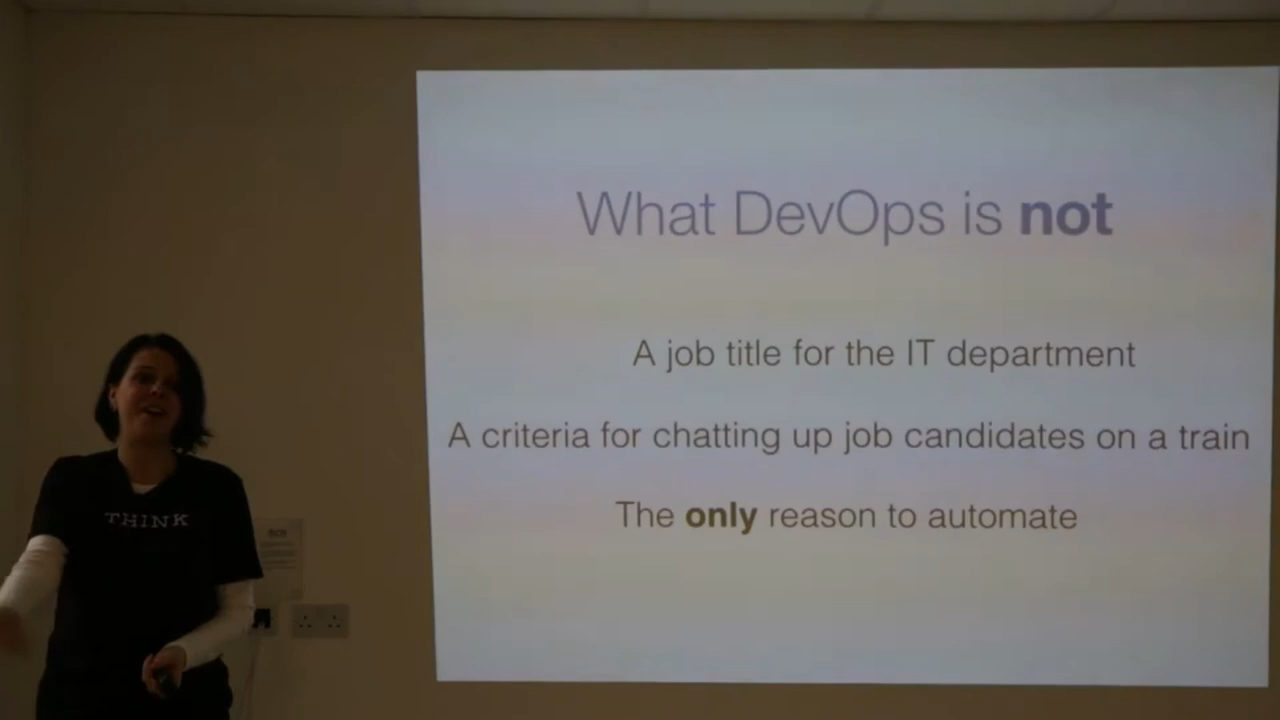 What DevOps is not
A job title for the IT department
A criteria for chatting up job candidates on a train
The only reason to automate
THINK